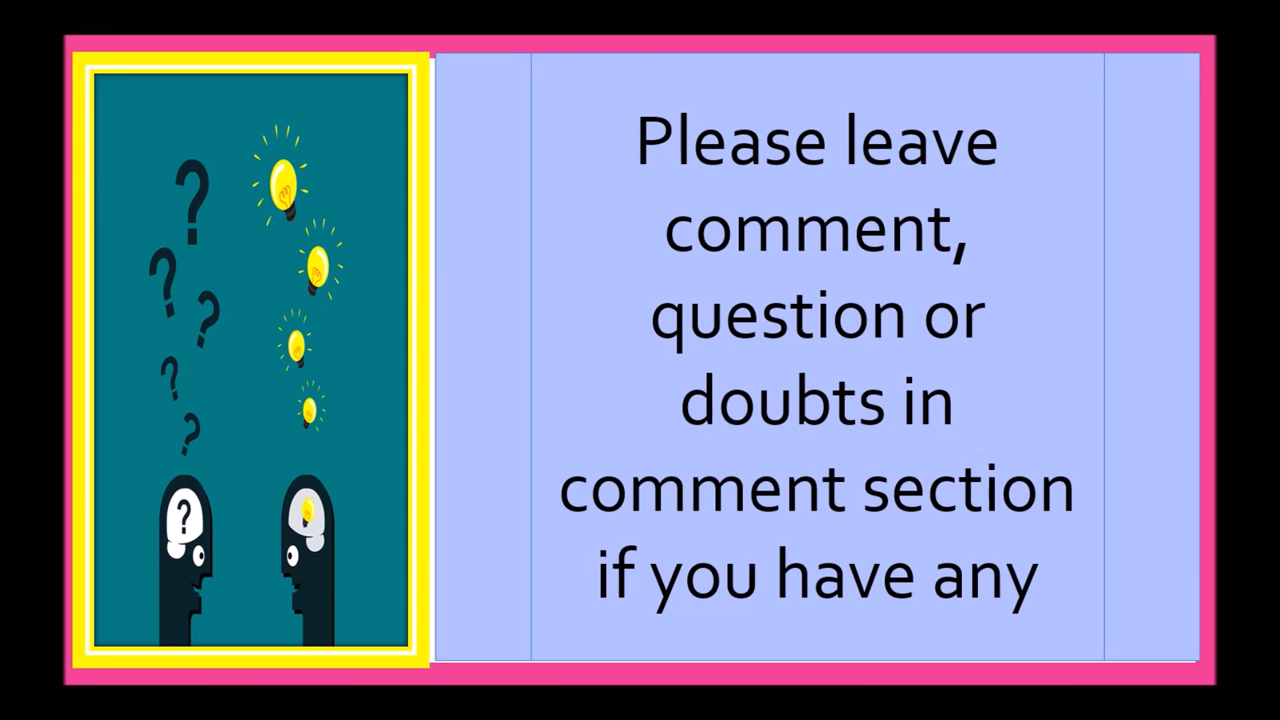 Please leave
comment,
question or
doubts in
comment section
if you have any